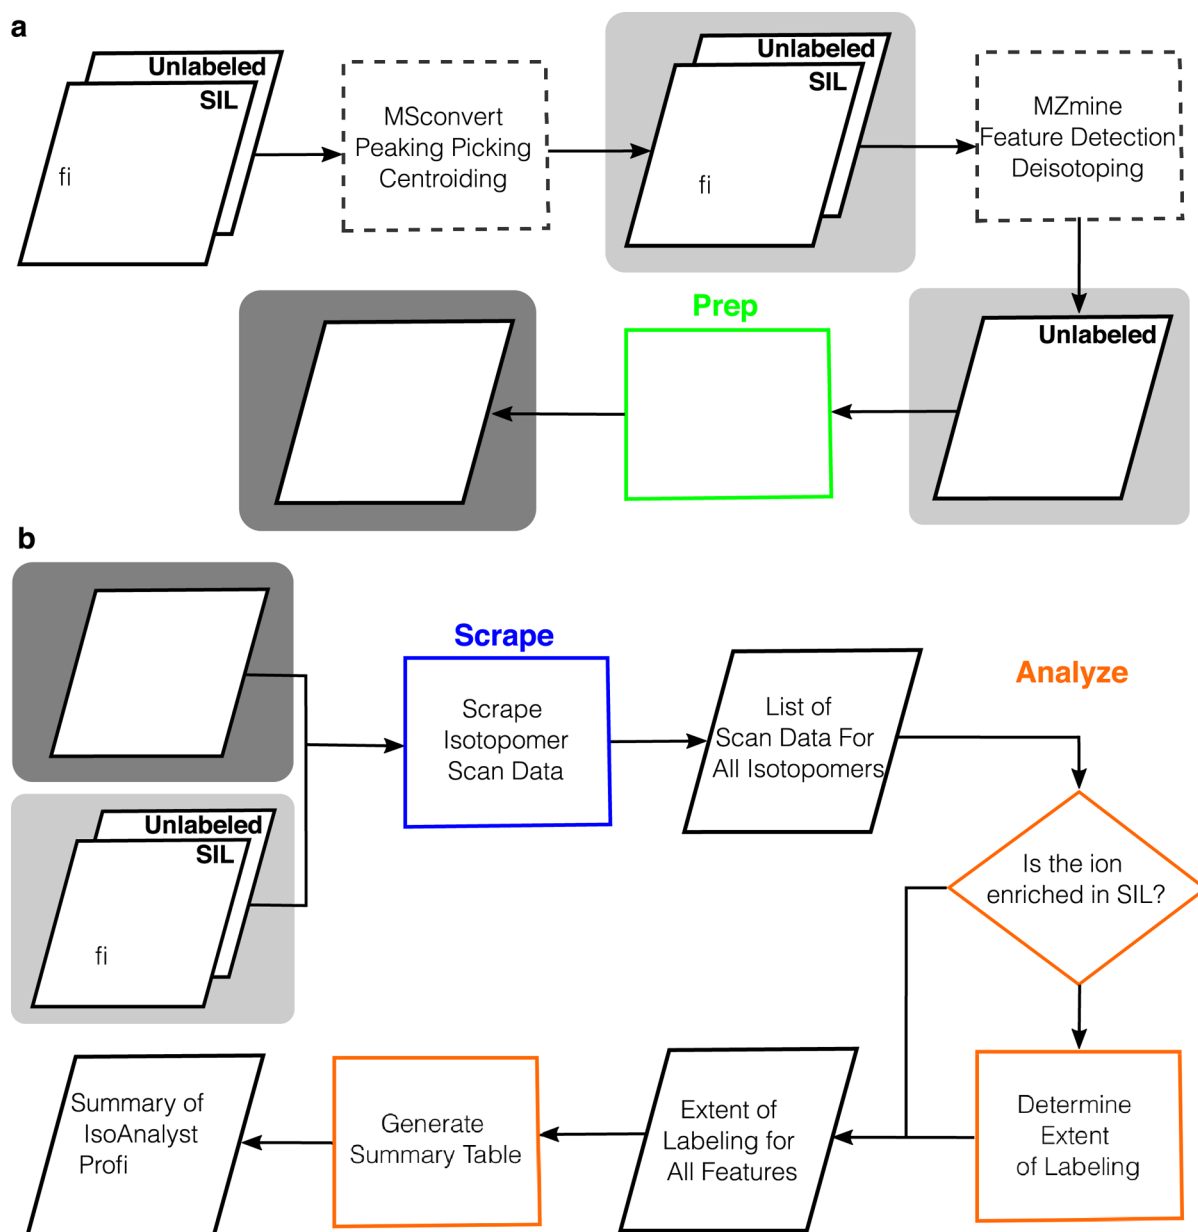 a
Unlabeled
SIL
fi
MSconvert
Peaking Picking
Centroiding
Unlabeled
SIL
fi
MZmine
Feature Detection
Deisotoping
Prep
Unlabeled
b
Scrape
Scrape
Isotopomer
Scan Data
List of
Scan Data For
All Isotopomers
Analyze
Unlabeled
SIL
fi
Is the ion
enriched in SIL?
Summary of
IsoAnalyst
Profi
Generate
Summary Table
Extent of
Labeling for
All Features
Determine
Extent
of Labeling